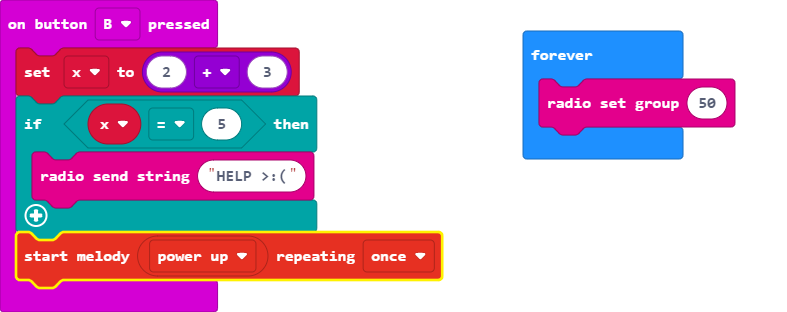 on button B pressed
set x to 2 + 3
if x = 5 then
radio send string "HELP >:("
start melody power up repeating once
forever
radio set group 50